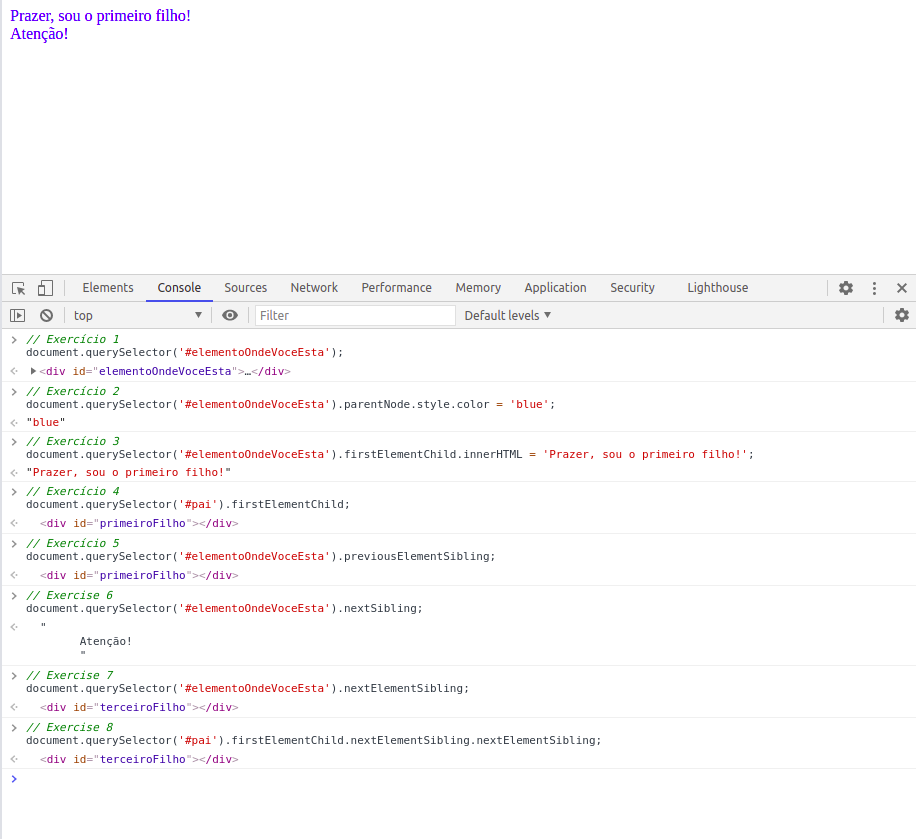 Prazer, sou o primeiro filho!
Atenção!
Elements Console Sources Network Performance Memory Application Security Lighthouse
top Filter Default levels
// Exercício 1
document.querySelector('#elementoOndeVoceEsta');
<div id="elementoOndeVoceEsta">…</div>
// Exercício 2
document.querySelector('#elementoOndeVoceEsta').parentNode.style.color = 'blue';
"blue"
// Exercício 3
document.querySelector('#elementoOndeVoceEsta').firstElementChild.innerHTML = 'Prazer, sou o primeiro filho!';
"Prazer, sou o primeiro filho!"
// Exercício 4
document.querySelector('#pai').firstElementChild;
<div id="primeiroFilho"></div>
// Exercício 5
document.querySelector('#elementoOndeVoceEsta').previousElementSibling;
<div id="primeiroFilho"></div>
// Exercise 6
document.querySelector('#elementoOndeVoceEsta').nextSibling;
"
Atenção!
"
// Exercise 7
document.querySelector('#elementoOndeVoceEsta').nextElementSibling;
<div id="terceiroFilho"></div>
// Exercise 8
document.querySelector('#pai').firstElementChild.nextElementSibling.nextElementSibling;
<div id="terceiroFilho"></div>